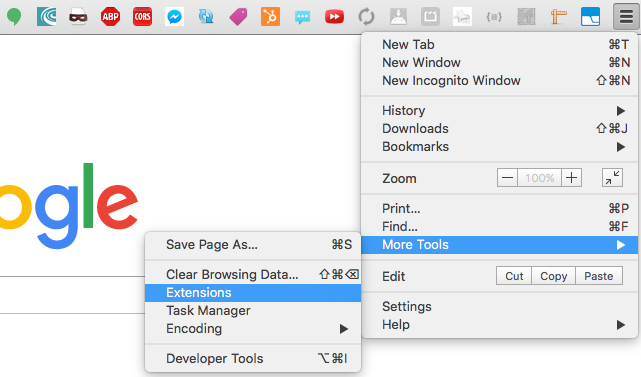 ABP
CORS
New Tab ⌘T
New Window ⌘N
New Incognito Window ⇧⌘N
History ▶
Downloads ⇧⌘J
Bookmarks ▶
Zoom — 100% +
Print... ⌘P
Find... ⌘F
More Tools ▶
Edit Cut Copy Paste
Settings
Help ▶
ogle
Save Page As... ⌘S
Clear Browsing Data... ⇧⌘⌫
Extensions
Task Manager
Encoding ▶
Developer Tools ⌥⌘I